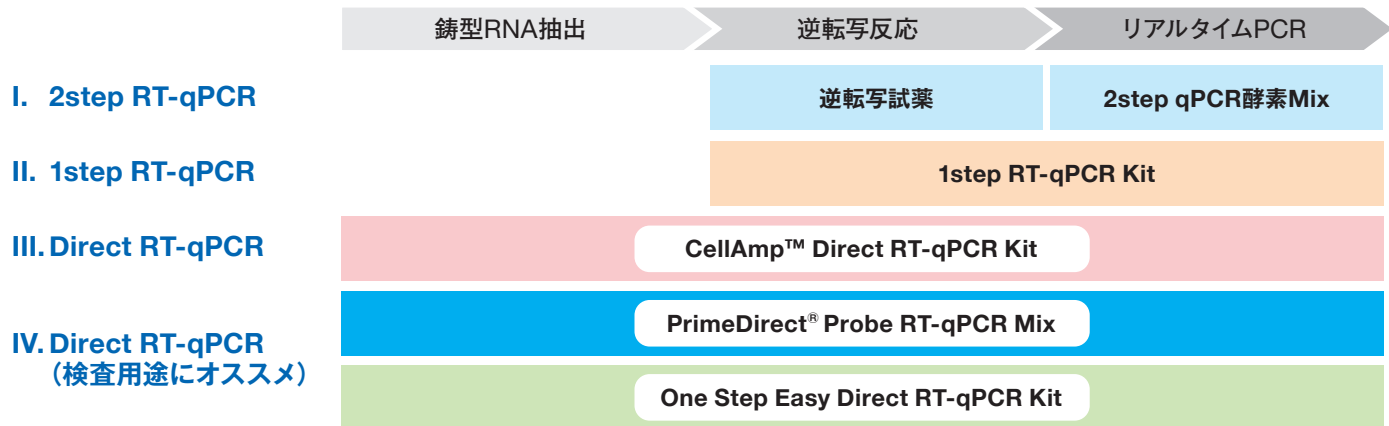 鋳型RNA抽出 逆転写反応 リアルタイムPCR
I. 2step RT-qPCR 逆転写試薬 2step qPCR酵素Mix
II. 1step RT-qPCR 1step RT-qPCR Kit
III. Direct RT-qPCR CellAmp™ Direct RT-qPCR Kit
PrimeDirect® Probe RT-qPCR Mix
IV. Direct RT-qPCR
（検査用途にオススメ）
One Step Easy Direct RT-qPCR Kit